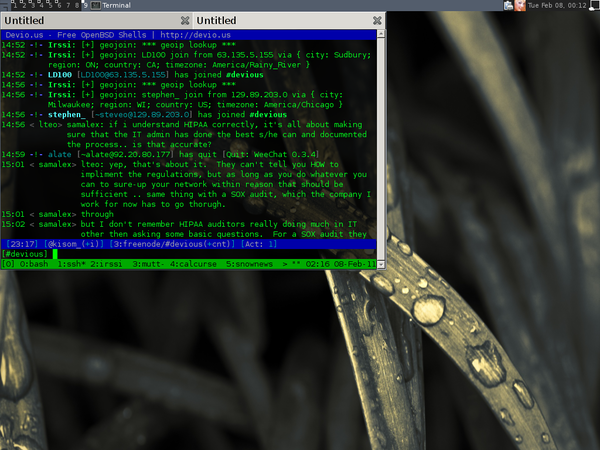 1 2 3 4 5 6 7 8 9 Terminal Tue Feb 08, 00:12
Untitled Untitled
Devio.us - Free OpenBSD Shells | http://devio.us
14:52 -!- Irssi: [+] geojoin: *** geoip lookup ***
14:52 -!- Irssi: [+] geojoin: LD100 join from 63.135.5.155 via { city: Sudbury;
region: ON; country: CA; timezone: America/Rainy_River }
14:52 -!- LD100 [LD100@63.135.5.155] has joined #devious
14:56 -!- Irssi: [+] geojoin: *** geoip lookup ***
14:56 -!- Irssi: [+] geojoin: stephen_ join from 129.89.203.0 via { city:
Milwaukee; region: WI; country: US; timezone: America/Chicago }
14:56 -!- stephen_ [~steveo@129.89.203.0] has joined #devious
14:56 < lteo> samalex: if i understand HIPAA correctly, it's all about making
sure that the IT admin has done the best s/he can and documented
the process.. is that accurate?
14:59 -!- alate [~alate@92.20.80.177] has quit [Quit: WeeChat 0.3.4]
15:01 < samalex> lteo: yep, that's about it. They can't tell you HOW to
impliment the regulations, but as long as you do whatever you
can to sure-up your network within reason that should be
sufficient .. same thing with a SOX audit, which the company I
work for now has to go thorugh.
15:01 < samalex> through
15:02 < samalex> but I don't remember HIPAA auditors really doing much in IT
other then asking some basic questions. For a SOX audit they
[23:17] [@kisom_(+i)] [3:freenode/#devious(+cnt)] [Act: 1]
[#devious]
[0] 0:bash 1:ssh* 2:irssi 3:mutt- 4:calcurse 5:snownews > ** 02:16 08-Feb-11